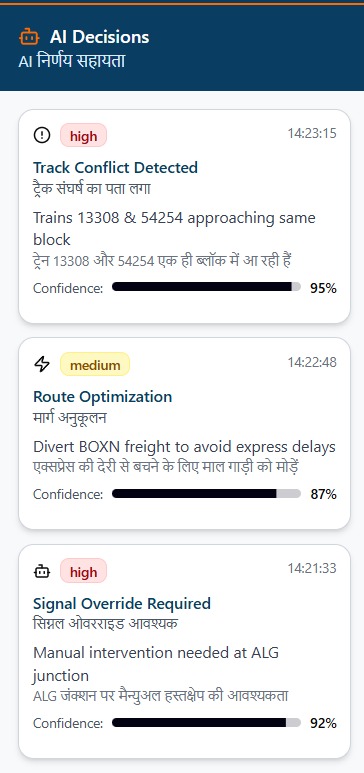 AI Decisions
AI निर्णय सहायता
high
14:23:15
Track Conflict Detected
ट्रैक संघर्ष का पता लगा
Trains 13308 & 54254 approaching same
block
ट्रेन 13308 और 54254 एक ही ब्लॉक में आ रही हैं
Confidence: 95%
medium
14:22:48
Route Optimization
मार्ग अनुकूलन
Divert BOXN freight to avoid express delays
एक्सप्रेस की देरी से बचने के लिए माल गाड़ी को मोड़ें
Confidence: 87%
high
14:21:33
Signal Override Required
सिग्नल ओवरराइड आवश्यक
Manual intervention needed at ALG
junction
ALG जंक्शन पर मैन्युअल हस्तक्षेप की आवश्यकता
Confidence: 92%